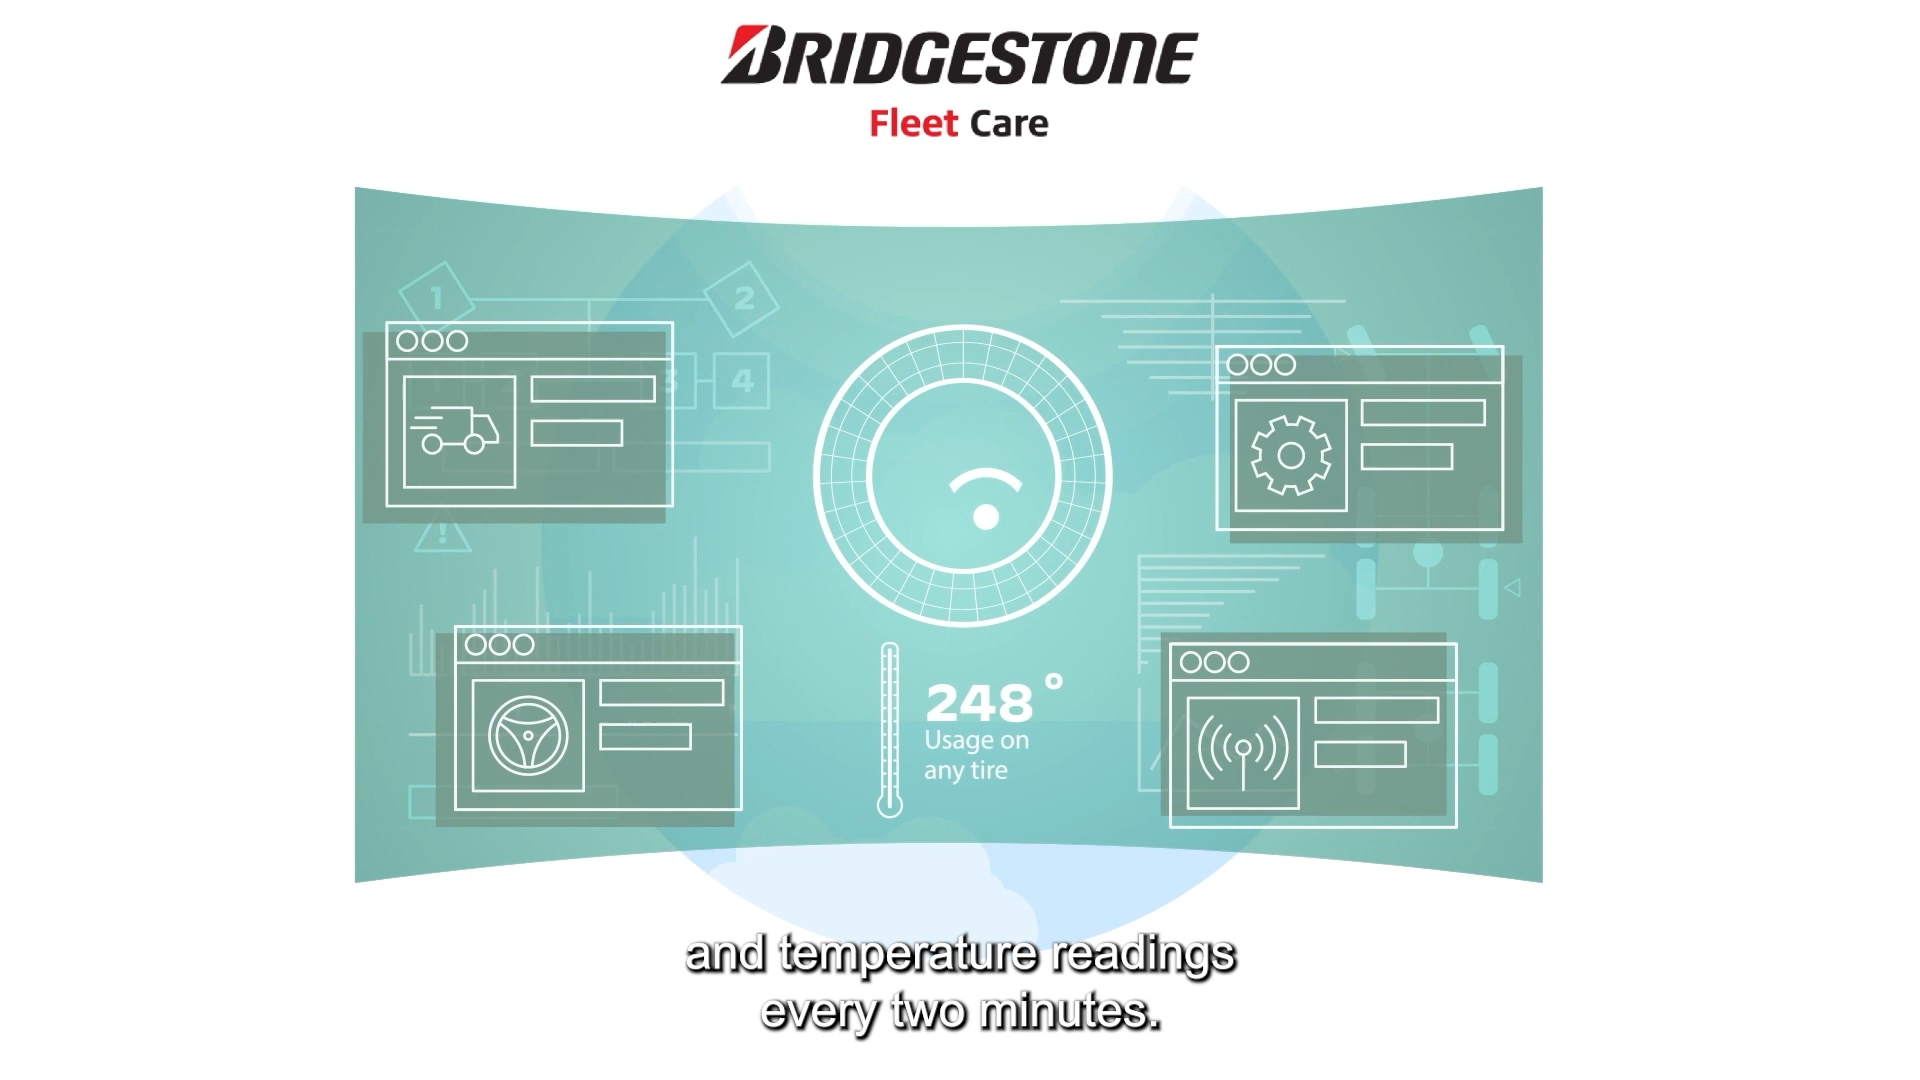 BRIDGESTONE
Fleet Care
1
2
3
4
!
248°
Usage on
any tire
and temperature readings
every two minutes.